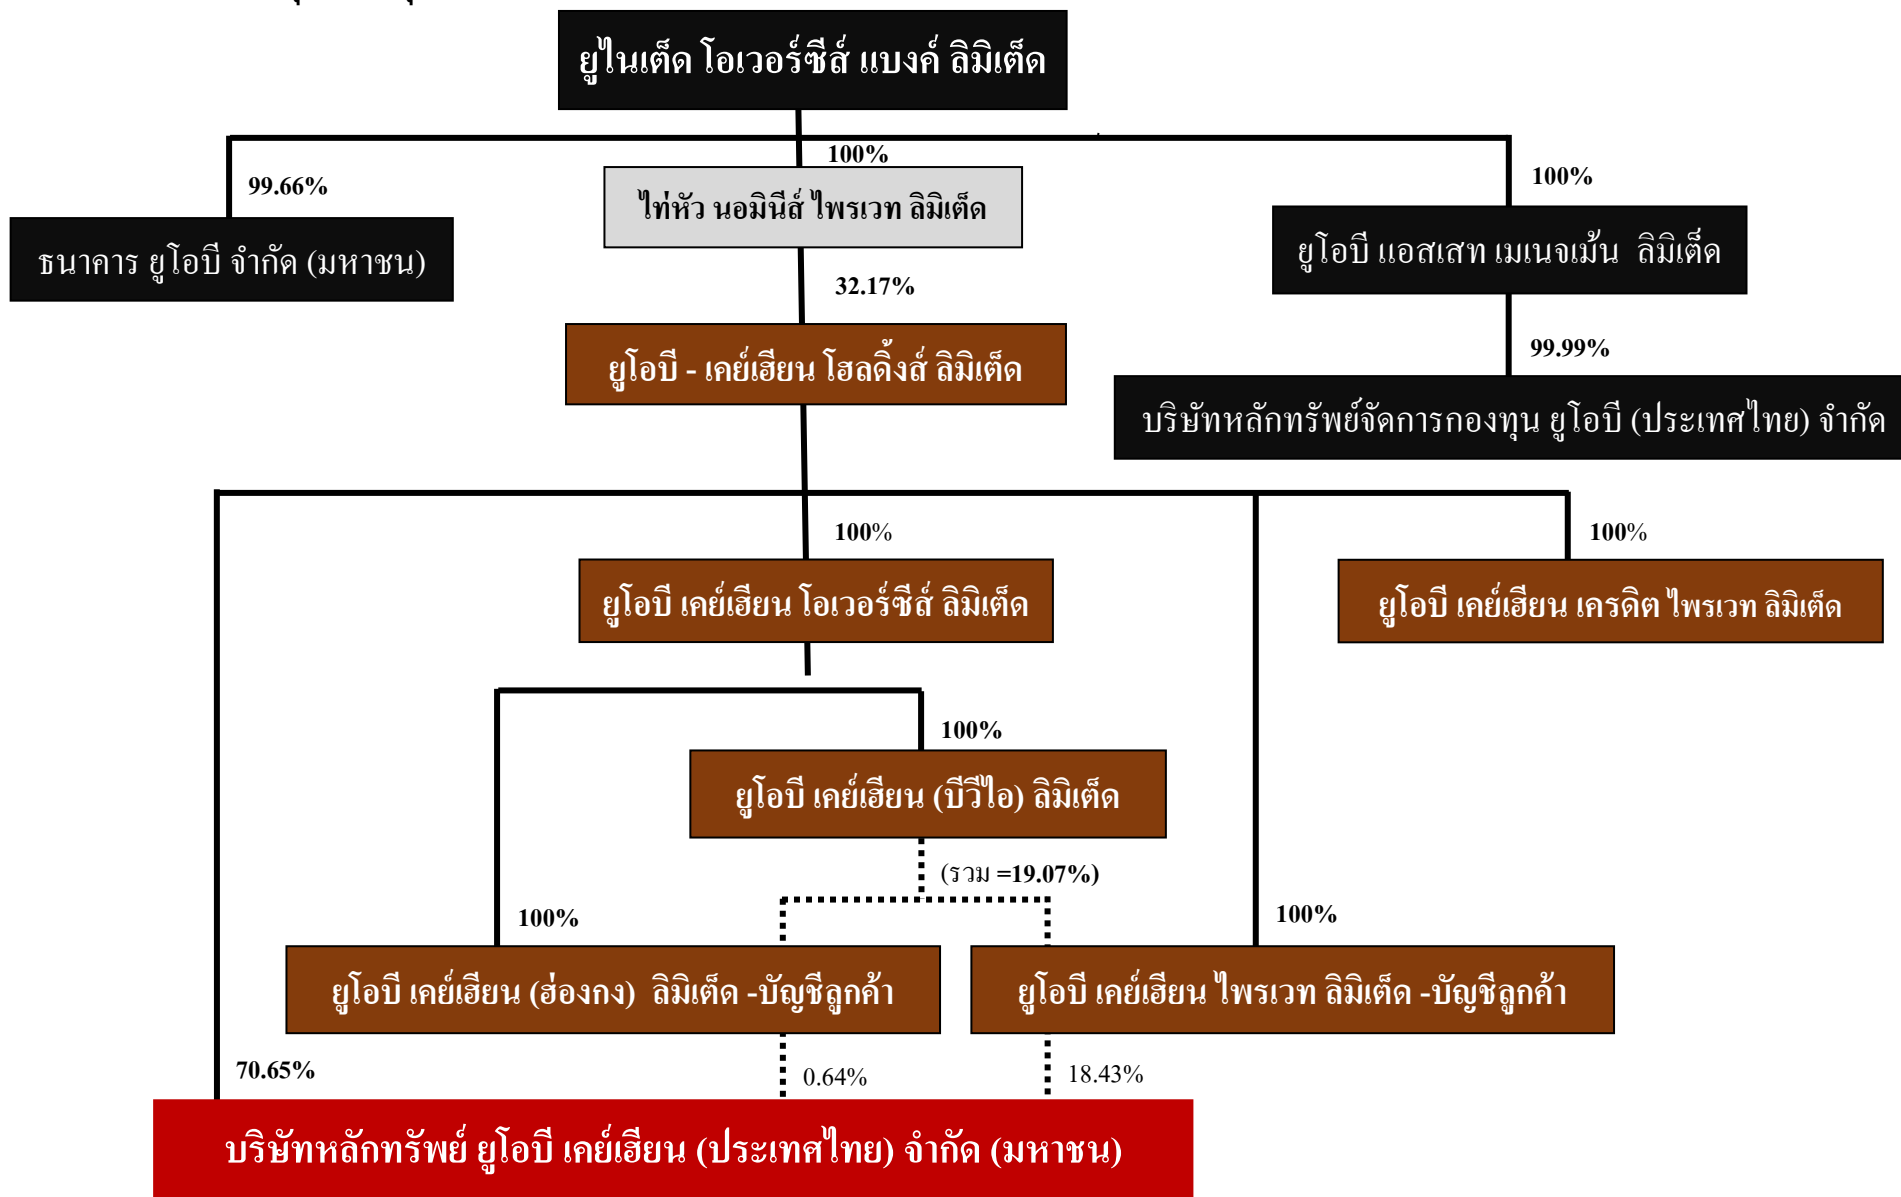 ยูไนเต็ด โอเวอร์ซีส์ แบงค์ ลิมิเต็ด
100%
99.66%
100%
ไท่หัว นอมินีส์ ไพรเวท ลิมิเต็ด
ธนาคาร ยูโอบี จำกัด (มหาชน)
ยูโอบี แอสเสท เมเนจเม้น ลิมิเต็ด
32.17%
99.99%
ยูโอบี - เคย์เฮียน โฮลดิ้งส์ ลิมิเต็ด
บริษัทหลักทรัพย์จัดการกองทุน ยูโอบี (ประเทศไทย) จำกัด
100%
100%
ยูโอบี เคย์เฮียน โอเวอร์ซีส์ ลิมิเต็ด
ยูโอบี เคย์เฮียน เครดิต ไพรเวท ลิมิเต็ด
100%
ยูโอบี เคย์เฮียน (บีวีไอ) ลิมิเต็ด
(รวม =19.07%)
100%
100%
ยูโอบี เคย์เฮียน (ฮ่องกง) ลิมิเต็ด -บัญชีลูกค้า
ยูโอบี เคย์เฮียน ไพรเวท ลิมิเต็ด -บัญชีลูกค้า
70.65%
0.64%
18.43%
บริษัทหลักทรัพย์ ยูโอบี เคย์เฮียน (ประเทศไทย) จำกัด (มหาชน)